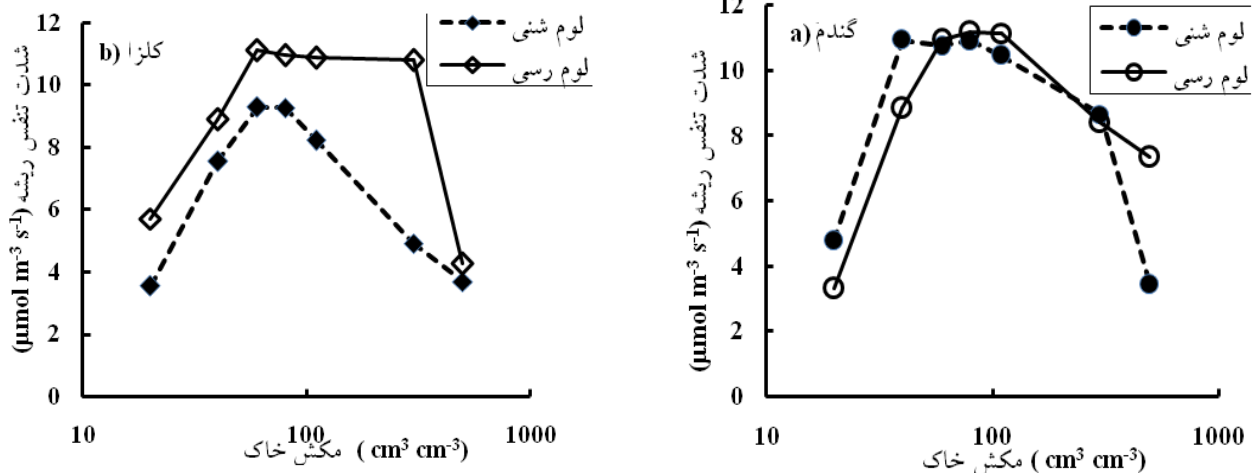 b) کلزا
لوم شنی
لوم رسی
شدت تنفس ریشه (µmol m-3 s-1)
12
10
8
6
4
2
0
10
100
1000
مکش خاک ( cm3 cm-3)
a) گندم
لوم شنی
لوم رسی
شدت تنفس ریشه (µmol m-3 s-1)
12
10
8
6
4
2
0
10
100
1000
مکش خاک ( cm3 cm-3)